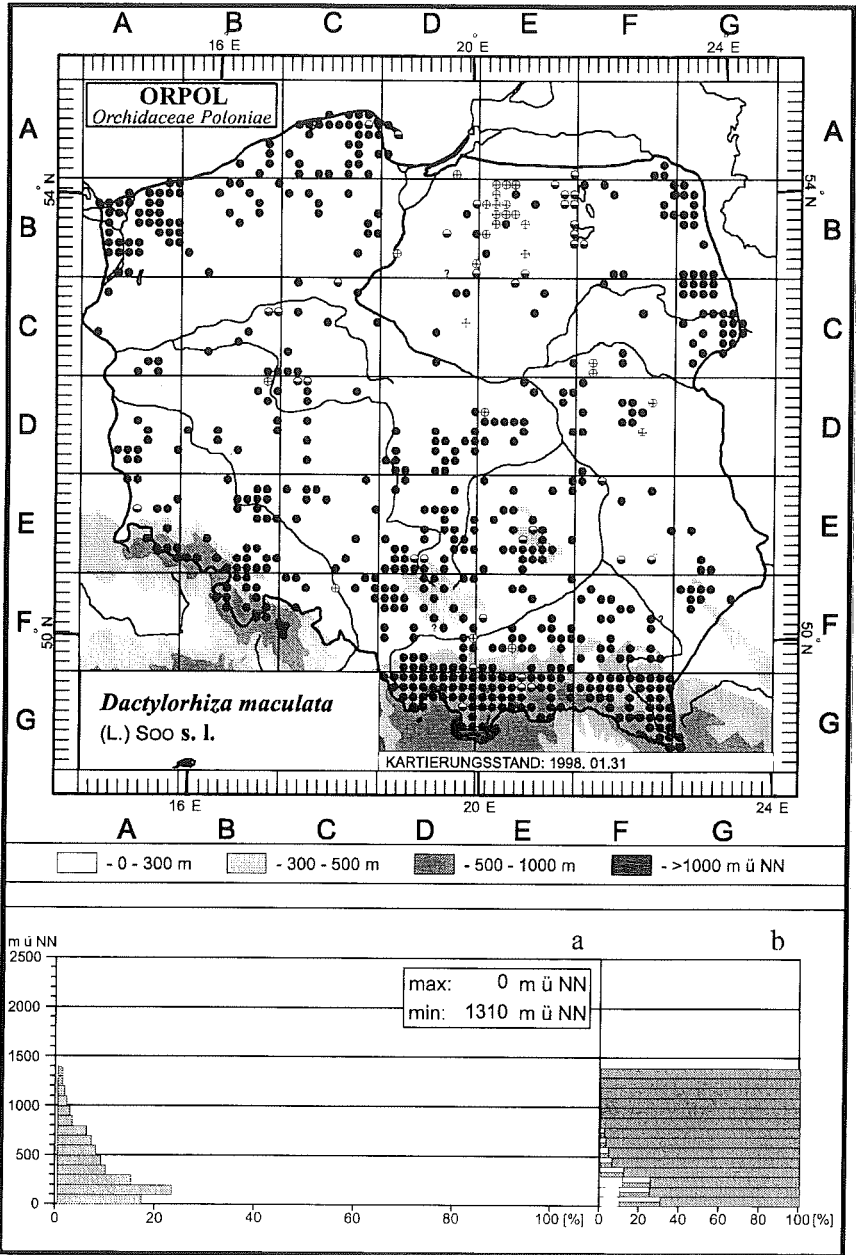 A B C D E F G
16 E 20 E 24 E
ORPOL
Orchidaceae Poloniae
A A
54° N 54° N
B B
?
C C
D D
E E
F F
? ?
50° N 50° N
G G
Dactylorhiza maculata
(L.) Soo s. l.
KARTIERUNGSSTAND: 1998. 01.31
16 E 20 E 24 E
A B C D E F G
- 0 - 300 m - 300 - 500 m - 500 - 1000 m - >1000 m ü NN
m ü NN a b
2500
max: 0 m ü NN
min: 1310 m ü NN
2000
1500
1000
500
0
0 20 40 60 80 100 [%] 0 20 40 60 80 100 [%]